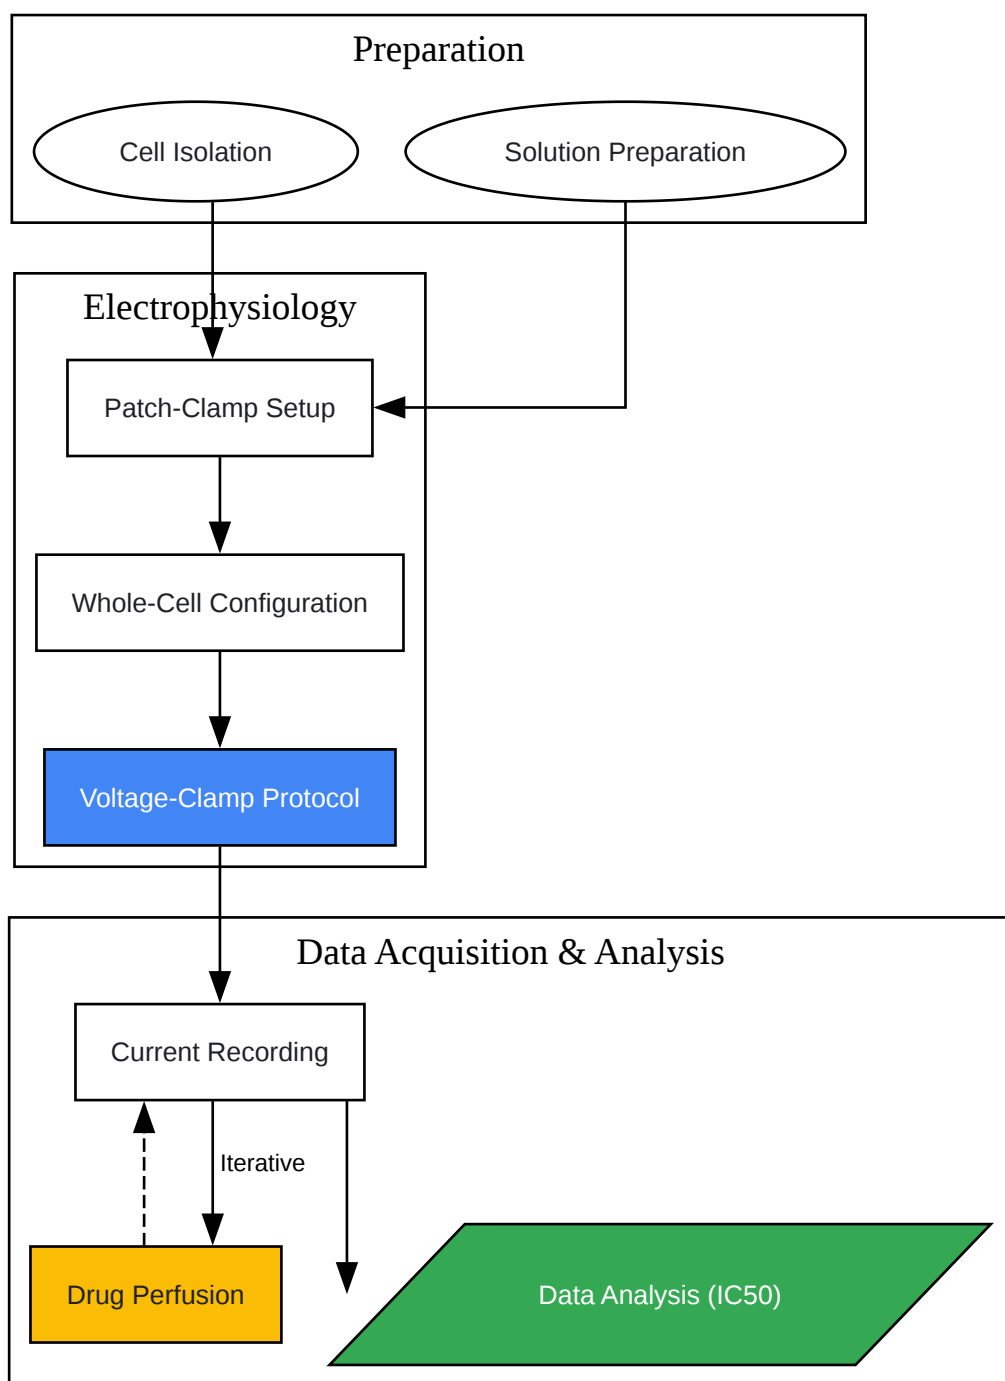 Preparation
Cell Isolation
Solution Preparation
Electrophysiology
Patch-Clamp Setup
Whole-Cell Configuration
Voltage-Clamp Protocol
Data Acquisition & Analysis
Current Recording
Iterative
Drug Perfusion
Data Analysis (IC50)